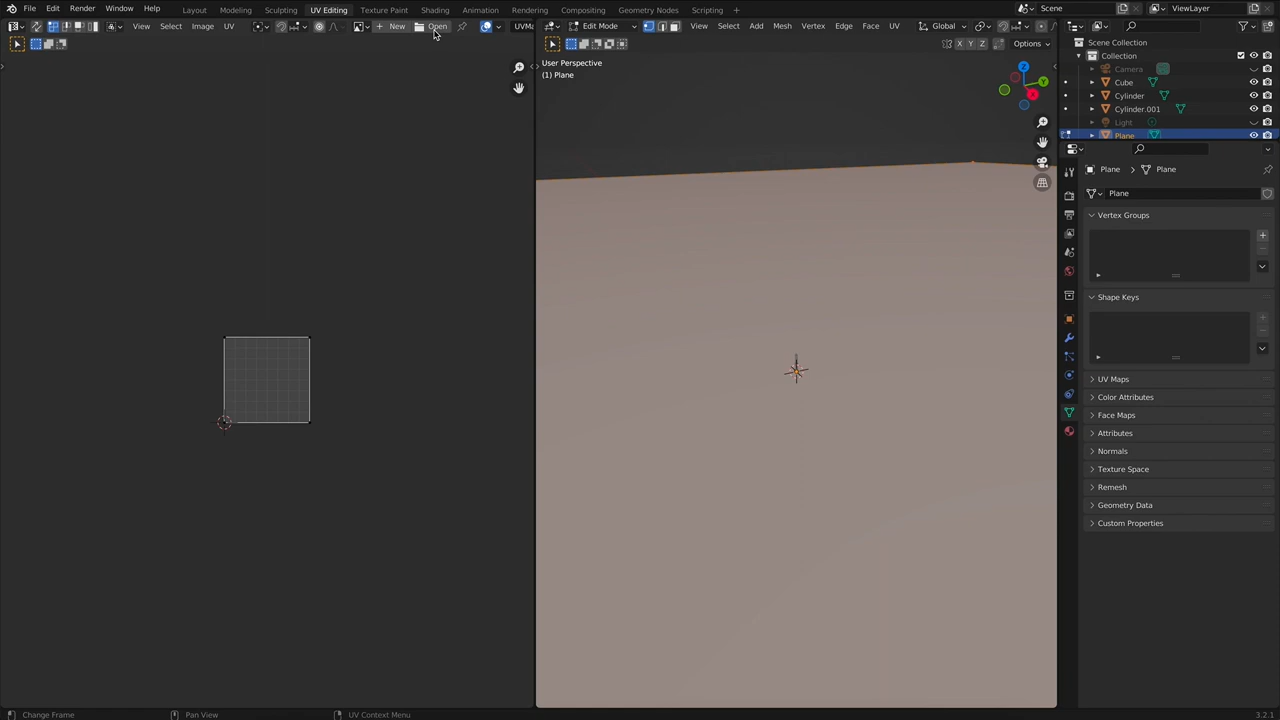 File Edit Render Window Help Layout Modeling Sculpting UV Editing Texture Paint Shading Animation Rendering Compositing Geometry Nodes Scripting + Scene ViewLayer
View Select Image UV New Open UVMa Edit Mode View Select Add Mesh Vertex Edge Face UV Global
X Y Z Options
User Perspective
(1) Plane
Z
Y
X
Scene Collection
Collection
Camera
Cube
Cylinder
Cylinder.001
Light
Plane
Plane Plane
Plane
Vertex Groups
Shape Keys
UV Maps
Color Attributes
Face Maps
Attributes
Normals
Texture Space
Remesh
Geometry Data
Custom Properties
Change Frame Pan View UV Context Menu 3.2.1